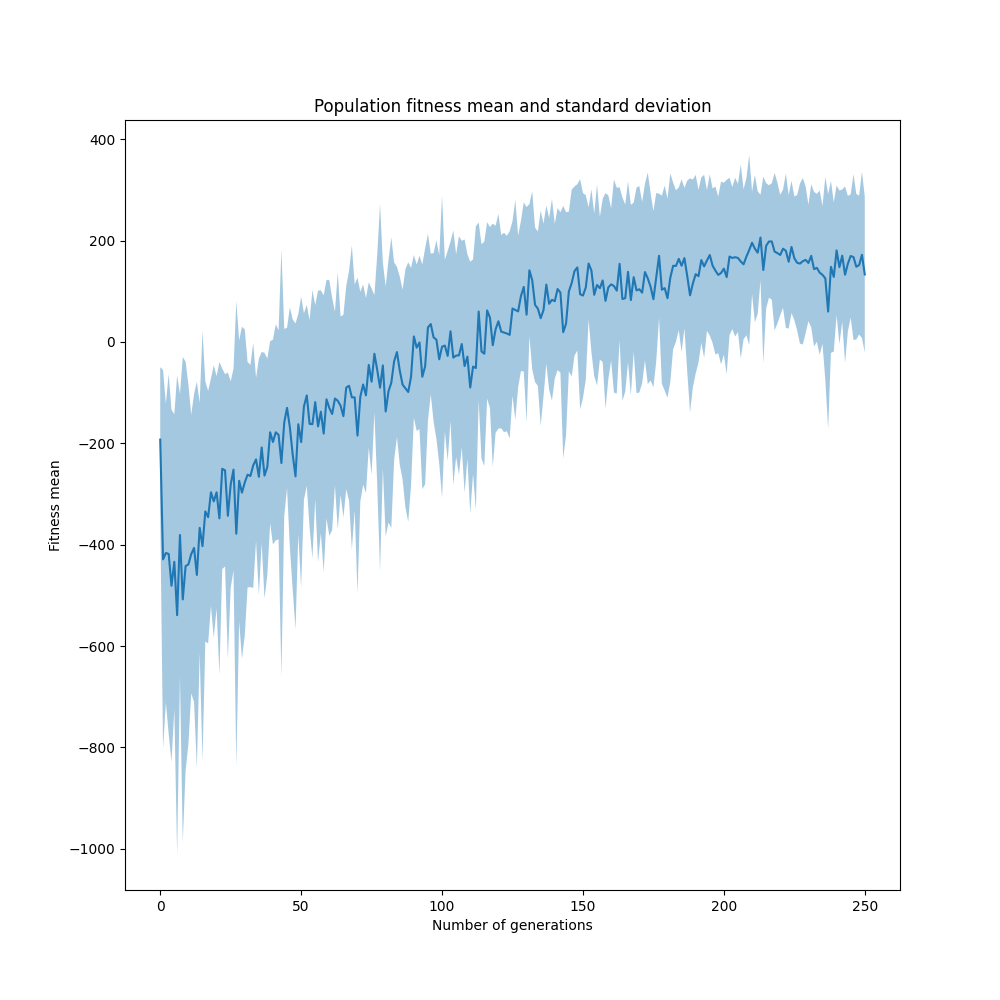 Population fitness mean and standard deviation
400
200
0
−200
−400
−600
−800
−1000
Fitness mean
0 50 100 150 200 250
Number of generations